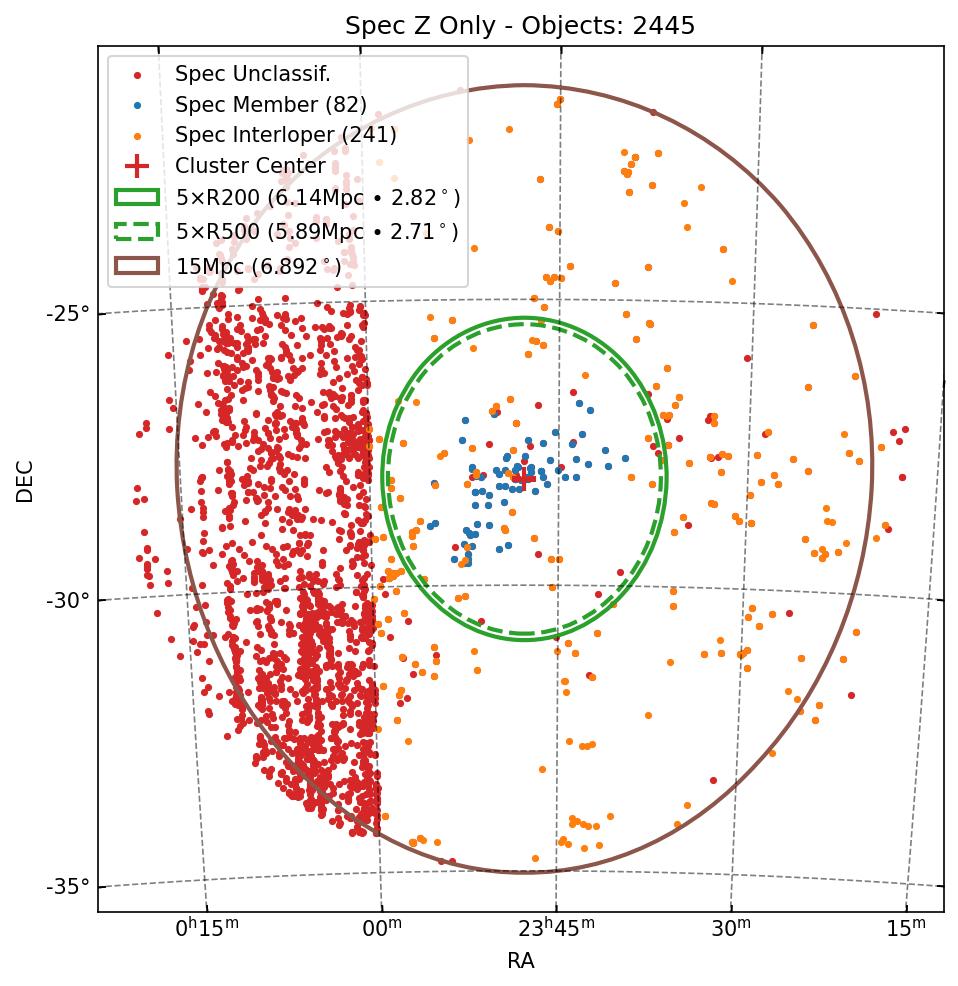 Spec Z Only - Objects: 2445
Spec Unclassif.
Spec Member (82)
Spec Interloper (241)
Cluster Center
5×R200 (6.14Mpc • 2.82°)
5×R500 (5.89Mpc • 2.71°)
15Mpc (6.892°)
-25°
-30°
-35°
DEC
0ʰ15ᵐ 00ᵐ 23ʰ45ᵐ 30ᵐ 15ᵐ
RA